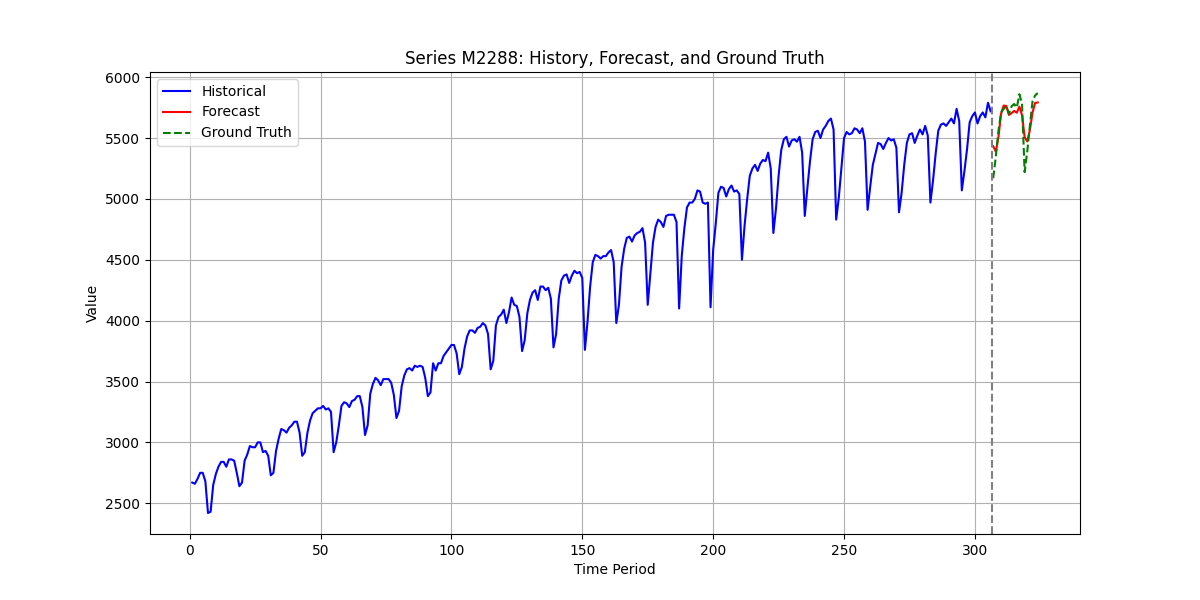 Series M2288: History, Forecast, and Ground Truth
Historical
Forecast
Ground Truth
Value
6000
5500
5000
4500
4000
3500
3000
2500
0 50 100 150 200 250 300
Time Period